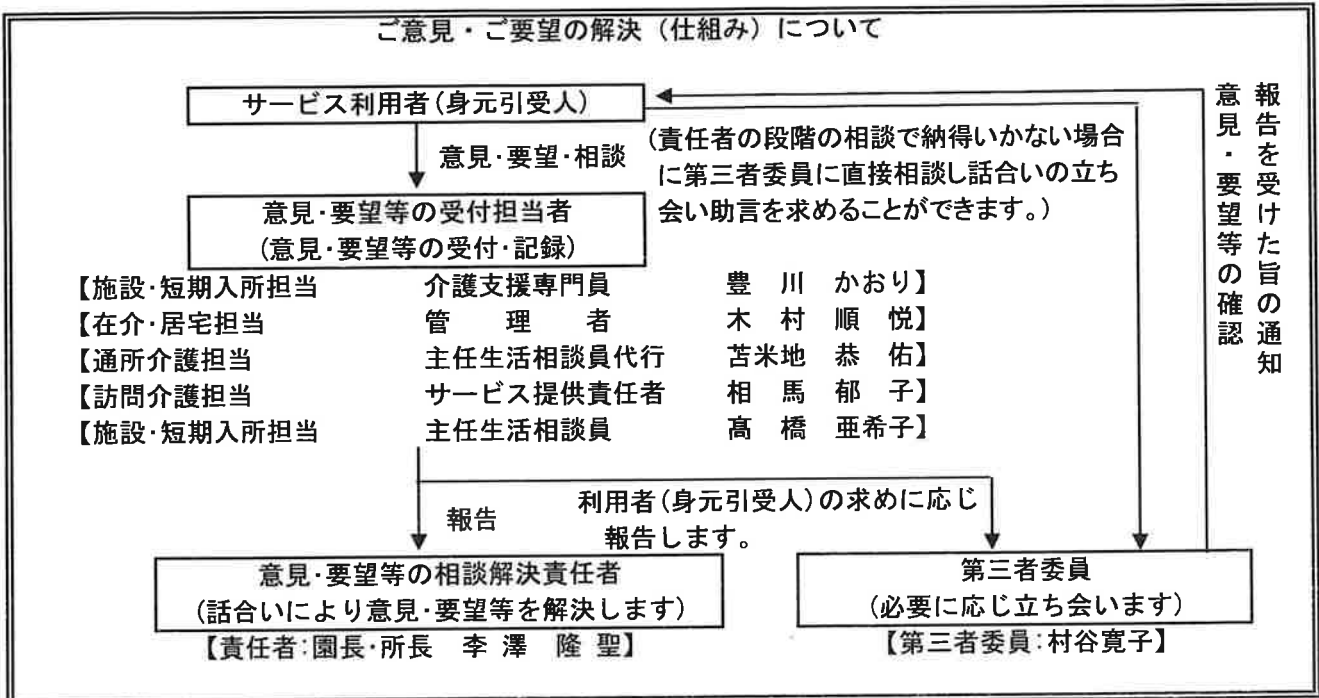 ご意見・ご要望の解決（仕組み）について
サービス利用者(身元引受人)
意見･要望･相談
(責任者の段階の相談で納得いかない場合
に第三者委員に直接相談し話合いの立ち
会い助言を求めることができます。)
報告を受けた旨の通知
意見・要望等の確認
意見･要望等の受付担当者
(意見･要望等の受付･記録)
【施設･短期入所担当 介護支援専門員 豊 川 かおり】
【在介･居宅担当 管 理 者 木 村 順 悦】
【通所介護担当 主任生活相談員代行 苫米地 恭 佑】
【訪問介護担当 サービス提供責任者 相 馬 郁 子】
【施設･短期入所担当 主任生活相談員 髙 橋 亜希子】
報告
利用者(身元引受人)の求めに応じ
報告します。
意見･要望等の相談解決責任者
(話合いにより意見･要望等を解決します)
【責任者:園長･所長 李 澤 隆 聖】
第三者委員
(必要に応じ立ち会います)
【第三者委員:村谷寛子】